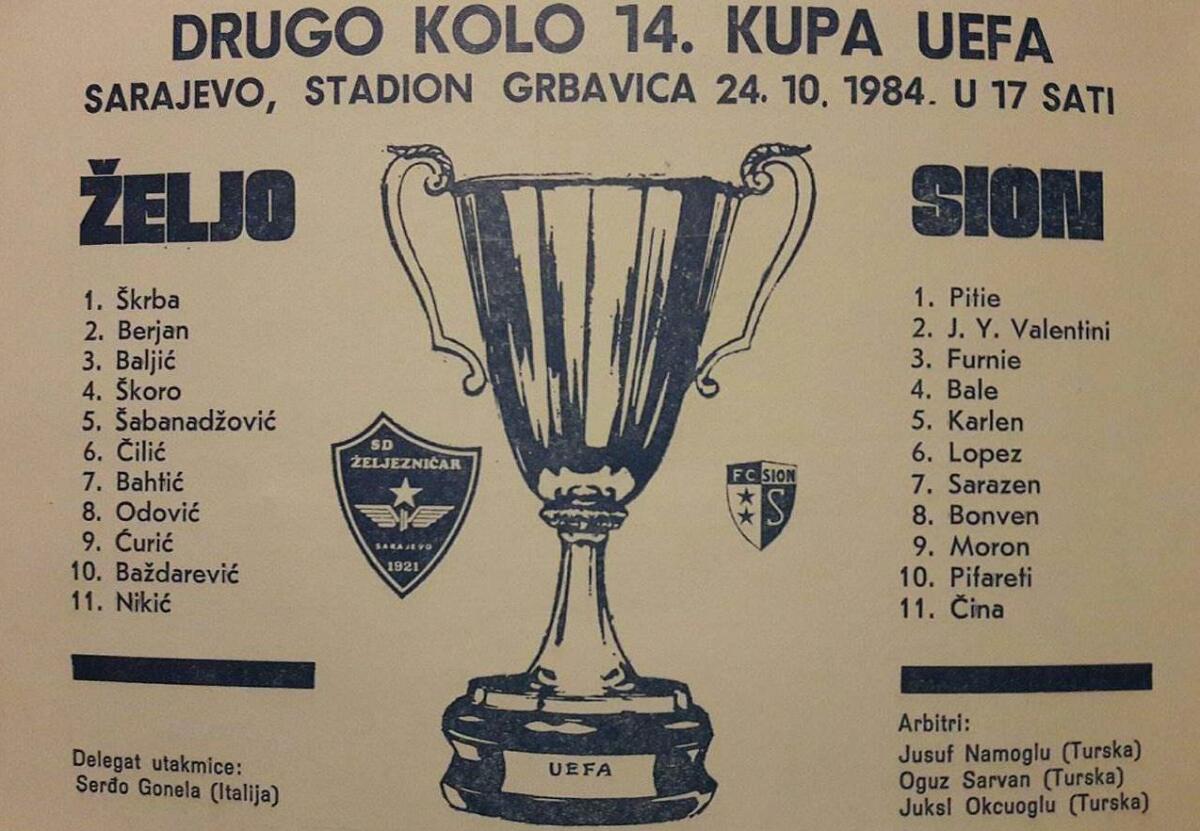 DRUGO KOLO 14. KUPA UEFA
SARAJEVO, STADION GRBAVICA 24. 10. 1984. U 17 SATI
ŽELJO
1. Škrba
2. Berjan
3. Baljić
4. Škoro
5. Šabanadžović
6. Čilić
7. Bahtić
8. Odović
9. Ćurić
10. Baždarević
11. Nikić
Delegat utakmice:
Serđo Gonela (Italija)
SD
ŽELJEZNIČAR
SARAJEVO
1921
UEFA
FC SION
S
SION
1. Pitie
2. J. Y. Valentini
3. Furnie
4. Bale
5. Karlen
6. Lopez
7. Sarazen
8. Bonven
9. Moron
10. Pifareti
11. Čina
Arbitri:
Jusuf Namoglu (Turska)
Oguz Sarvan (Turska)
Juksl Okcuoglu (Turska)